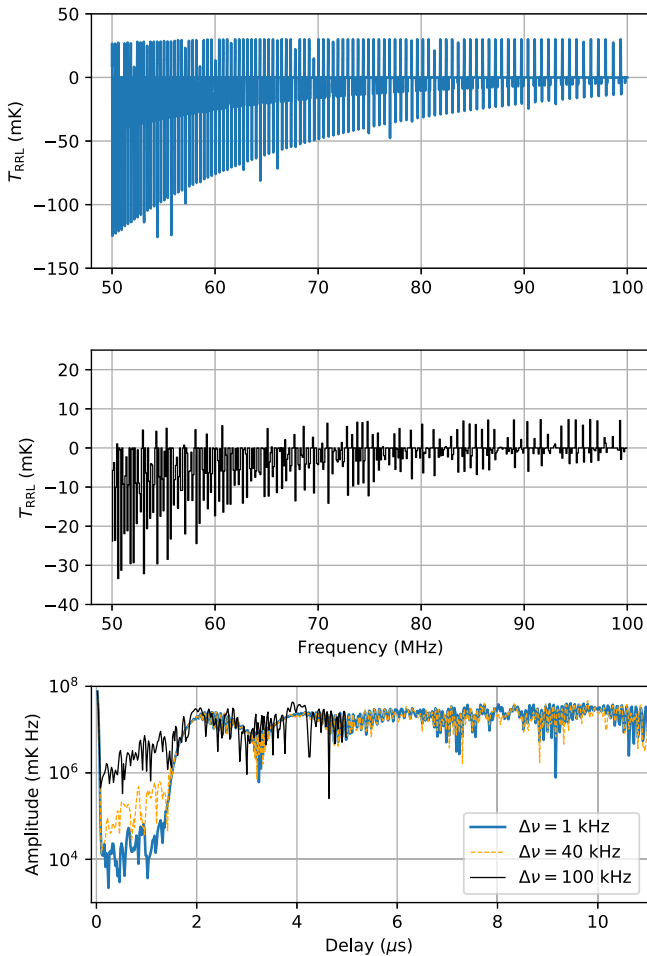 50
0
−50
−100
−150
T_RRL (mK)
50 60 70 80 90 100
20
10
0
−10
−20
−30
−40
T_RRL (mK)
50 60 70 80 90 100
Frequency (MHz)
10^8
10^6
10^4
Amplitude (mK Hz)
Δν = 1 kHz
Δν = 40 kHz
Δν = 100 kHz
0 2 4 6 8 10
Delay (μs)